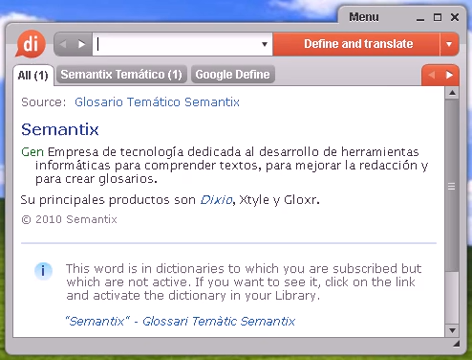 Menu
di
Define and translate
All (1)
Semantix Temático (1)
Google Define
Source: Glosario Temático Semantix
Semantix
Gen Empresa de tecnología dedicada al desarrollo de herramientas
informáticas para comprender textos, para mejorar la redacción y
para crear glosarios.
Su principales productos son Dixio, Xtyle y Gloxr.
© 2010 Semantix
i
This word is in dictionaries to which you are subscribed but
which are not active. If you want to see it, click on the link
and activate the dictionary in your Library.
"Semantix" - Glossari Temàtic Semantix